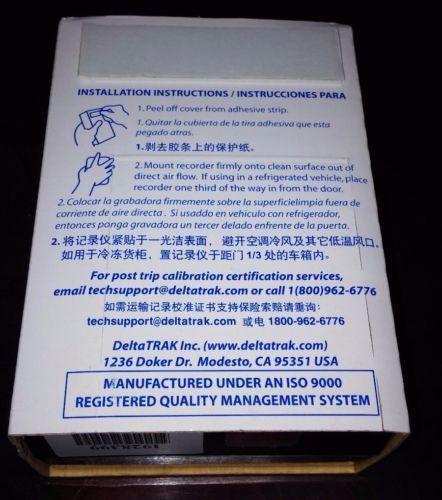 INSTALLATION INSTRUCTIONS / INSTRUCCIONES PARA
1. Peel off cover from adhesive strip.
1. Quitar la cubierta de la tira adhesiva que esta
pegado atras.
1.剥去胶条上的保护纸。
2. Mount recorder firmly onto clean surface out of
direct air flow. If using in a refrigerated vehicle, place
recorder one third of the way in from the door.
2. Colocar la grabadora firmemente sobre la superficielimpia fuera de
corriente de aire directa . Si usaddo en vehiculo con refrigerador,
entonces ponga gravadora un tercer delado enfrente de la puerta.
2. 将记录仪紧贴于一光洁表面， 避开空调冷风及其它低温风口。
如用于冷冻货柜， 置记录仪于距门 1/3 处的车箱内。
For post trip calibration certification services,
email techsupport@deltatrak.com or call 1(800)962-6776
如需运输记录校准证书支持保险索赔请垂询:
techsupport@deltatrak.com 或电 1800-962-6776
DeltaTRAK Inc. (www.deltatrak.com)
1236 Doker Dr. Modesto, CA 95351 USA
MANUFACTURED UNDER AN ISO 9000
REGISTERED QUALITY MANAGEMENT SYSTEM